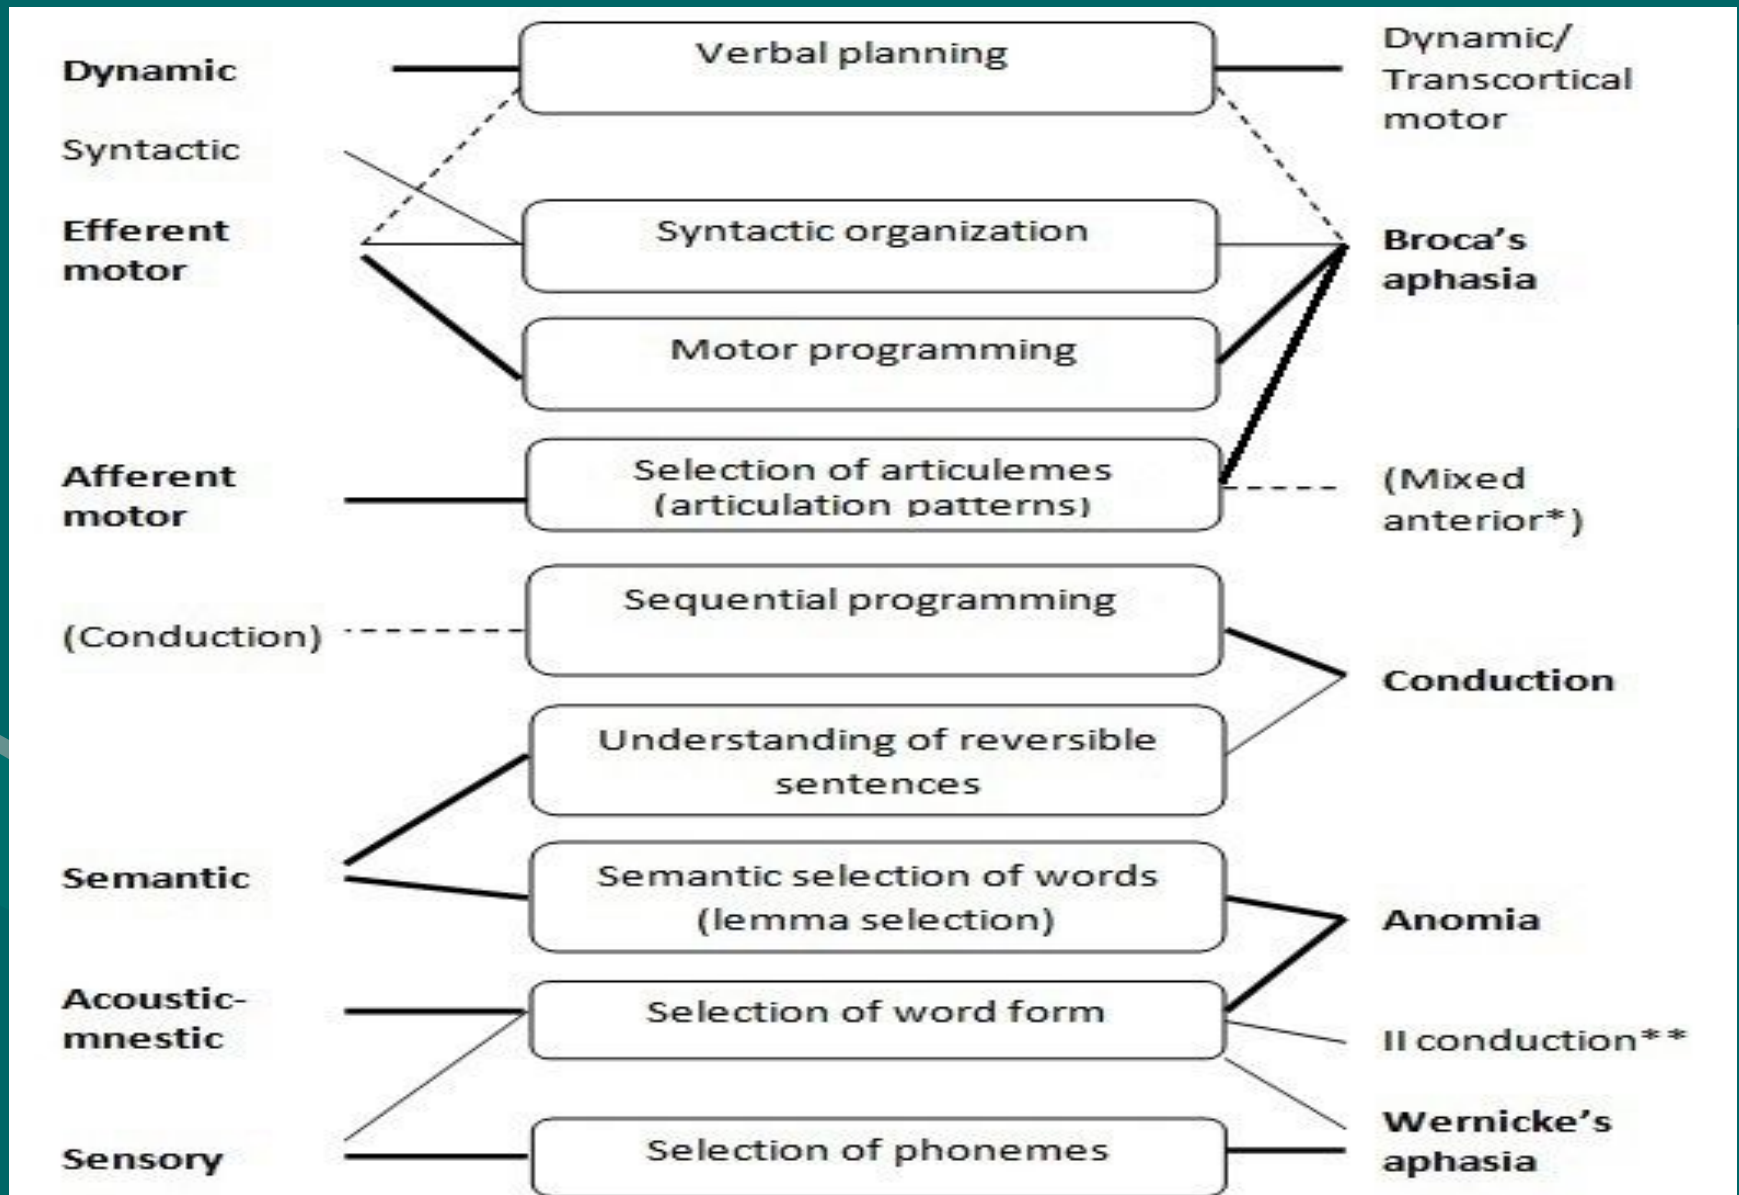 Dynamic
Syntactic
Efferent
motor
Afferent
motor
(Conduction)
Semantic
Acoustic-
mnestic
Sensory
Verbal planning
Syntactic organization
Motor programming
Selection of articulemes
(articulation patterns)
Sequential programming
Understanding of reversible
sentences
Semantic selection of words
(lemma selection)
Selection of word form
Selection of phonemes
Dynamic/
Transcortical
motor
Broca’s
aphasia
(Mixed
anterior*)
Conduction
Anomia
II conduction**
Wernicke’s
aphasia